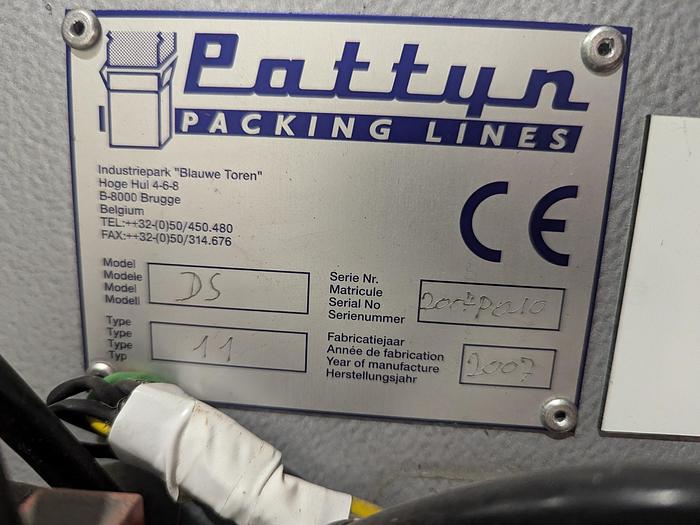 Pattyn
PACKING LINES
Industriepark "Blauwe Toren"
Hoge Hul 4-6-8
B-8000 Brugge
Belgium
TEL:++32-(0)50/450.480
FAX:++32-(0)50/314.676
CE
Model
Modele
Model
Modell
DS
Serie Nr.
Matricule
Serial No
Serienummer
Type
Type
Type
Typ
11
Fabricatiejaar
Année de fabrication
Year of manufacture
Herstellungsjahr
2007